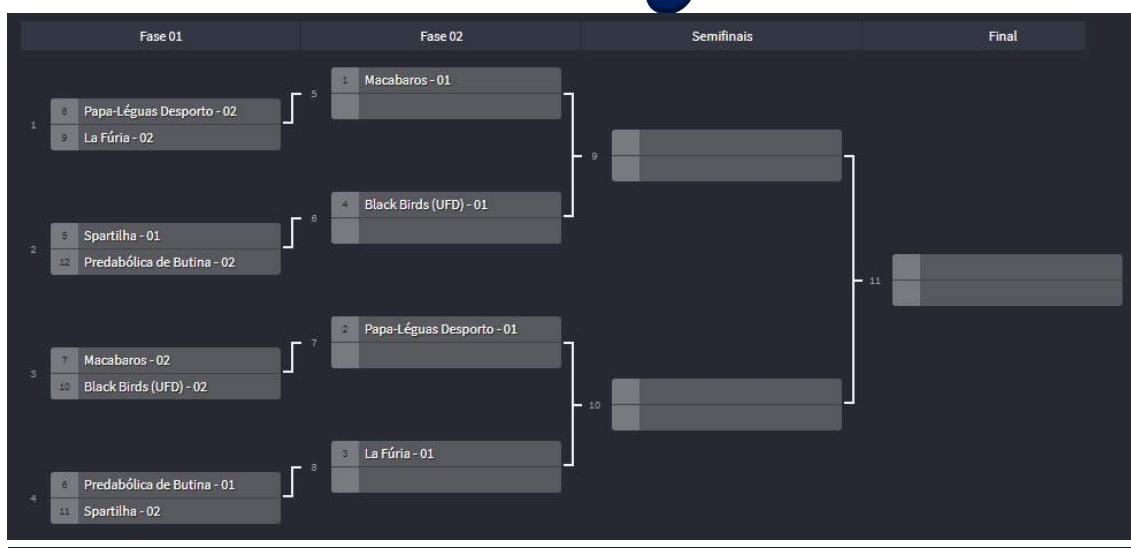 Fase 01
Fase 02
Semifinais
Final
1
8 Papa-Léguas Desporto - 02
9 La Fúria - 02
2
5 Spartilha - 01
12 Predabólica de Butina - 02
3
7 Macabaros - 02
10 Black Birds (UFD) - 02
4
6 Predabólica de Butina - 01
11 Spartilha - 02
5
1 Macabaros - 01
6
4 Black Birds (UFD) - 01
7
2 Papa-Léguas Desporto - 01
8
3 La Fúria - 01
9
10
11